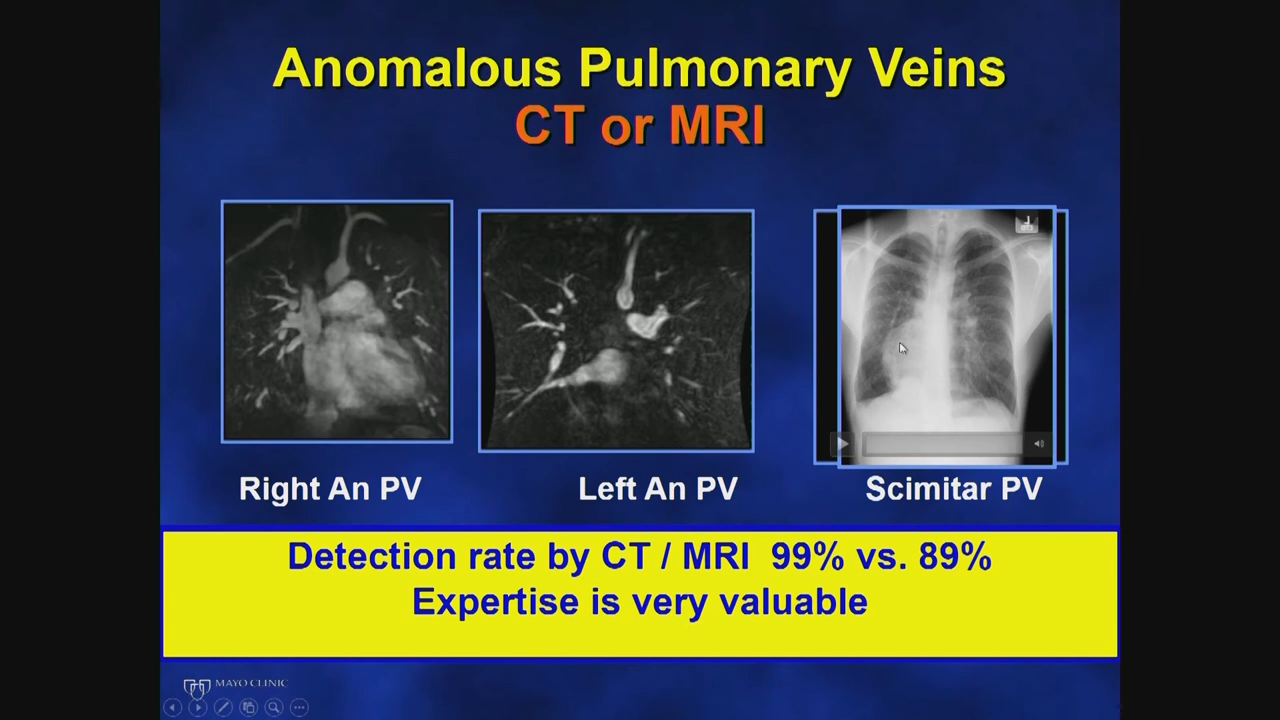 Anomalous Pulmonary Veins
CT or MRI
Right An PV
Left An PV
Scimitar PV
Detection rate by CT / MRI 99% vs. 89%
Expertise is very valuable
MAYO CLINIC